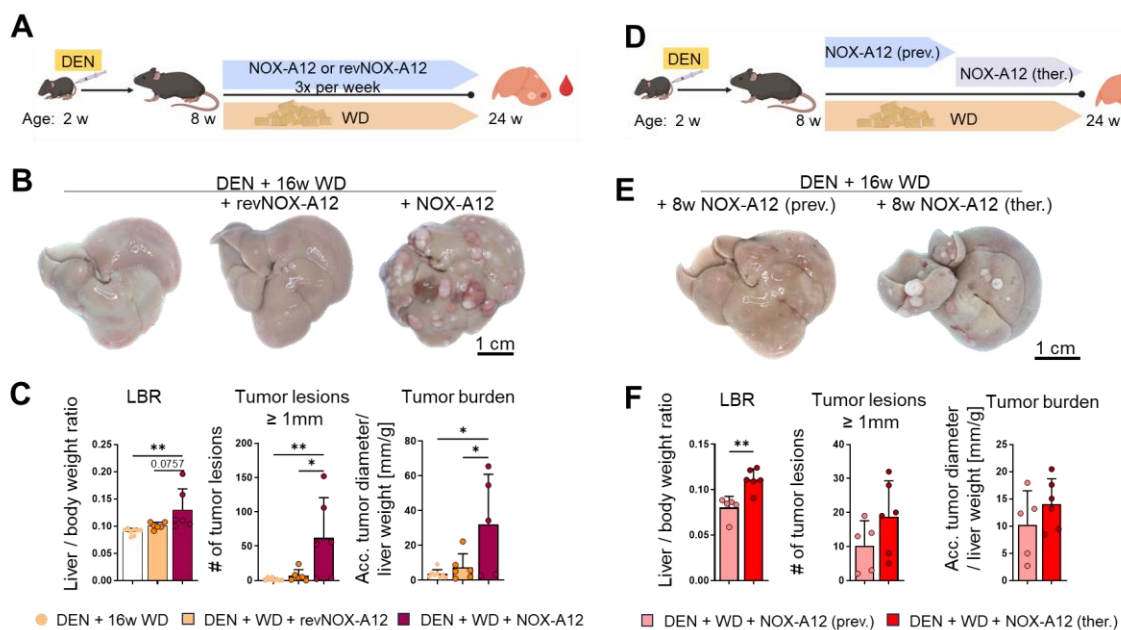 A
DEN
NOX-A12 or revNOX-A12
3x per week
WD
Age: 2 w
8 w
24 w
B
DEN + 16w WD
+ revNOX-A12
+ NOX-A12
1 cm
C
LBR
Liver / body weight ratio
0.20
0.15
0.10
0.05
0.00
**
0.0757
Tumor lesions
≥ 1mm
# of tumor lesions
200
150
100
50
0
**
*
Tumor burden
Acc. tumor diameter/
liver weight [mm/g]
80
60
40
20
0
*
*
DEN + 16w WD
DEN + WD + revNOX-A12
DEN + WD + NOX-A12
D
DEN
NOX-A12 (prev.)
NOX-A12 (ther.)
WD
Age: 2 w
8 w
24 w
E
DEN + 16w WD
+ 8w NOX-A12 (prev.)
+ 8w NOX-A12 (ther.)
1 cm
F
LBR
Liver / body weight ratio
0.15
0.10
0.05
0.00
**
Tumor lesions
≥ 1mm
# of tumor lesions
40
30
20
10
0
Tumor burden
Acc. tumor diameter
/ liver weight [mm/g]
30
20
10
0
DEN + WD + NOX-A12 (prev.)
DEN + WD + NOX-A12 (ther.)